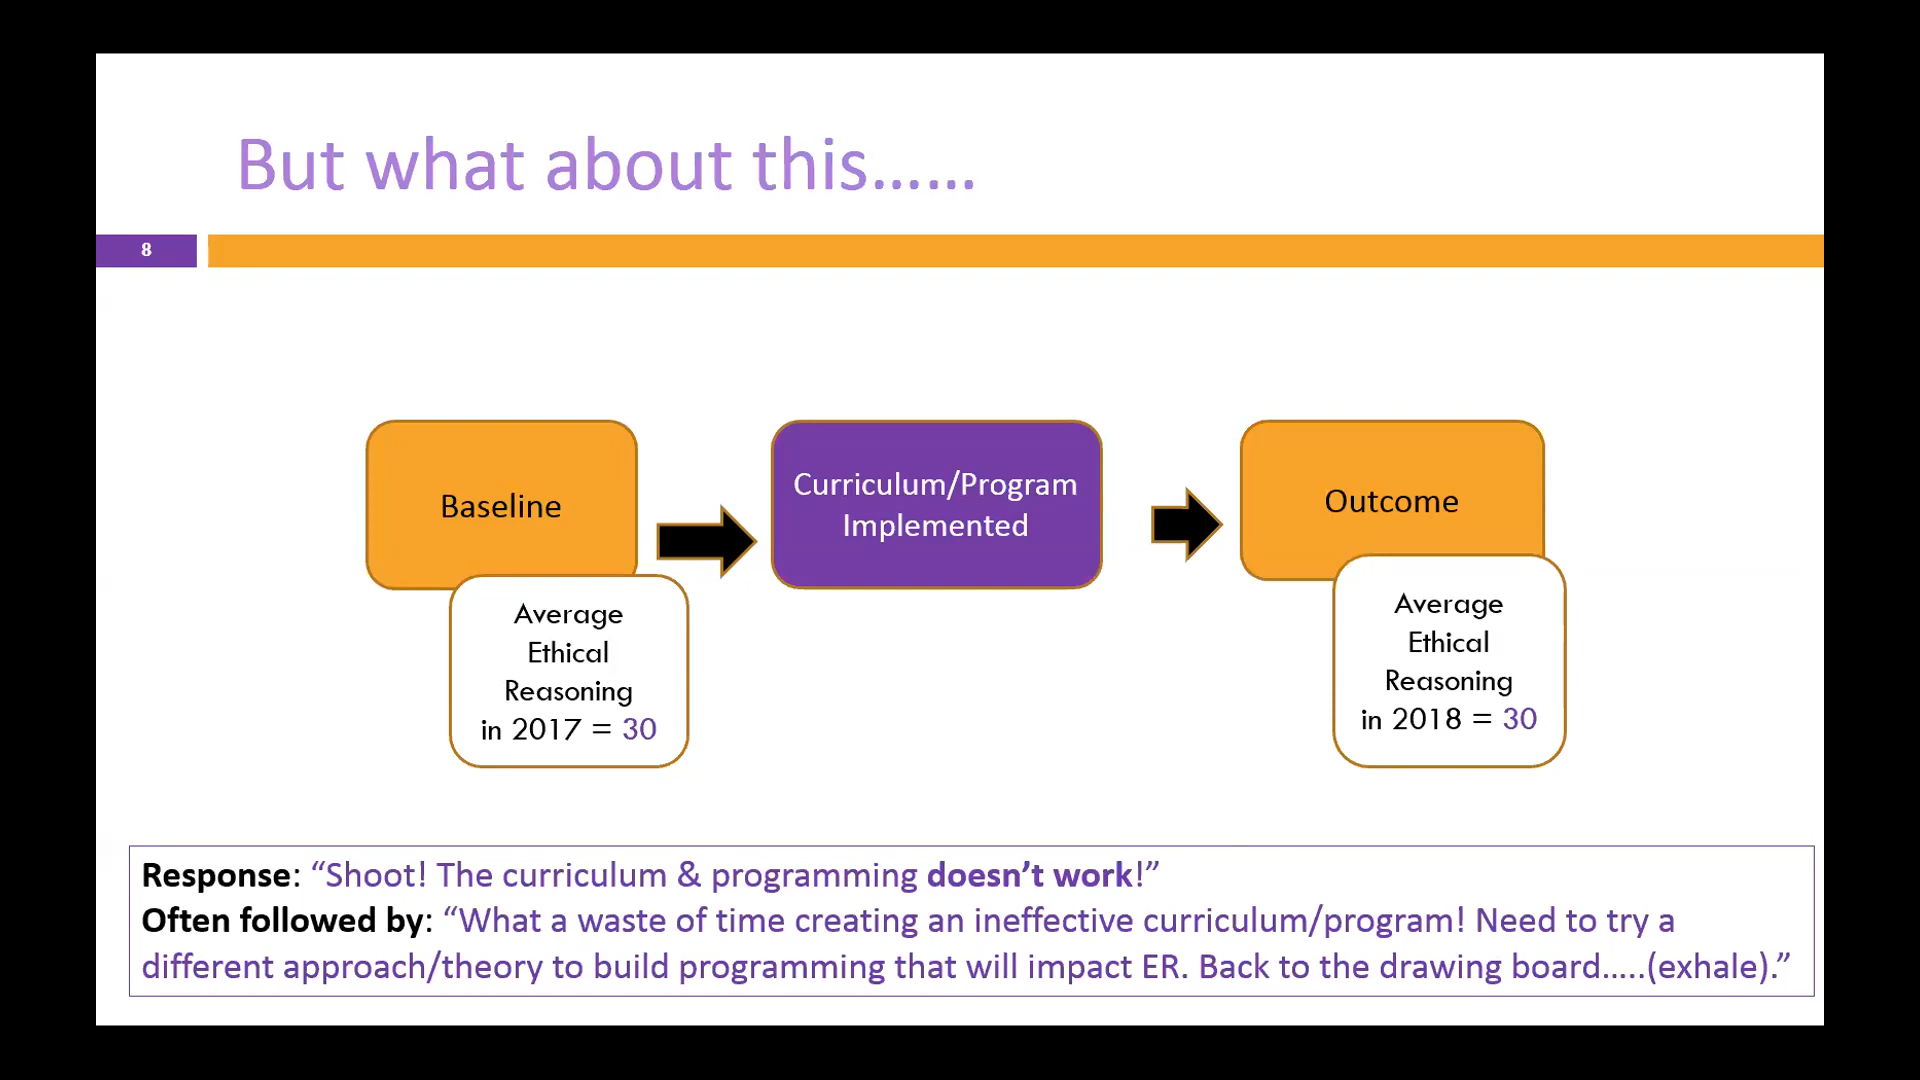 But what about this......
8
Baseline
Curriculum/Program
Implemented
Outcome
Average
Ethical
Reasoning
in 2017 = 30
Average
Ethical
Reasoning
in 2018 = 30
Response: “Shoot! The curriculum & programming doesn’t work!”
Often followed by: “What a waste of time creating an ineffective curriculum/program! Need to try a
different approach/theory to build programming that will impact ER. Back to the drawing board.....(exhale).”